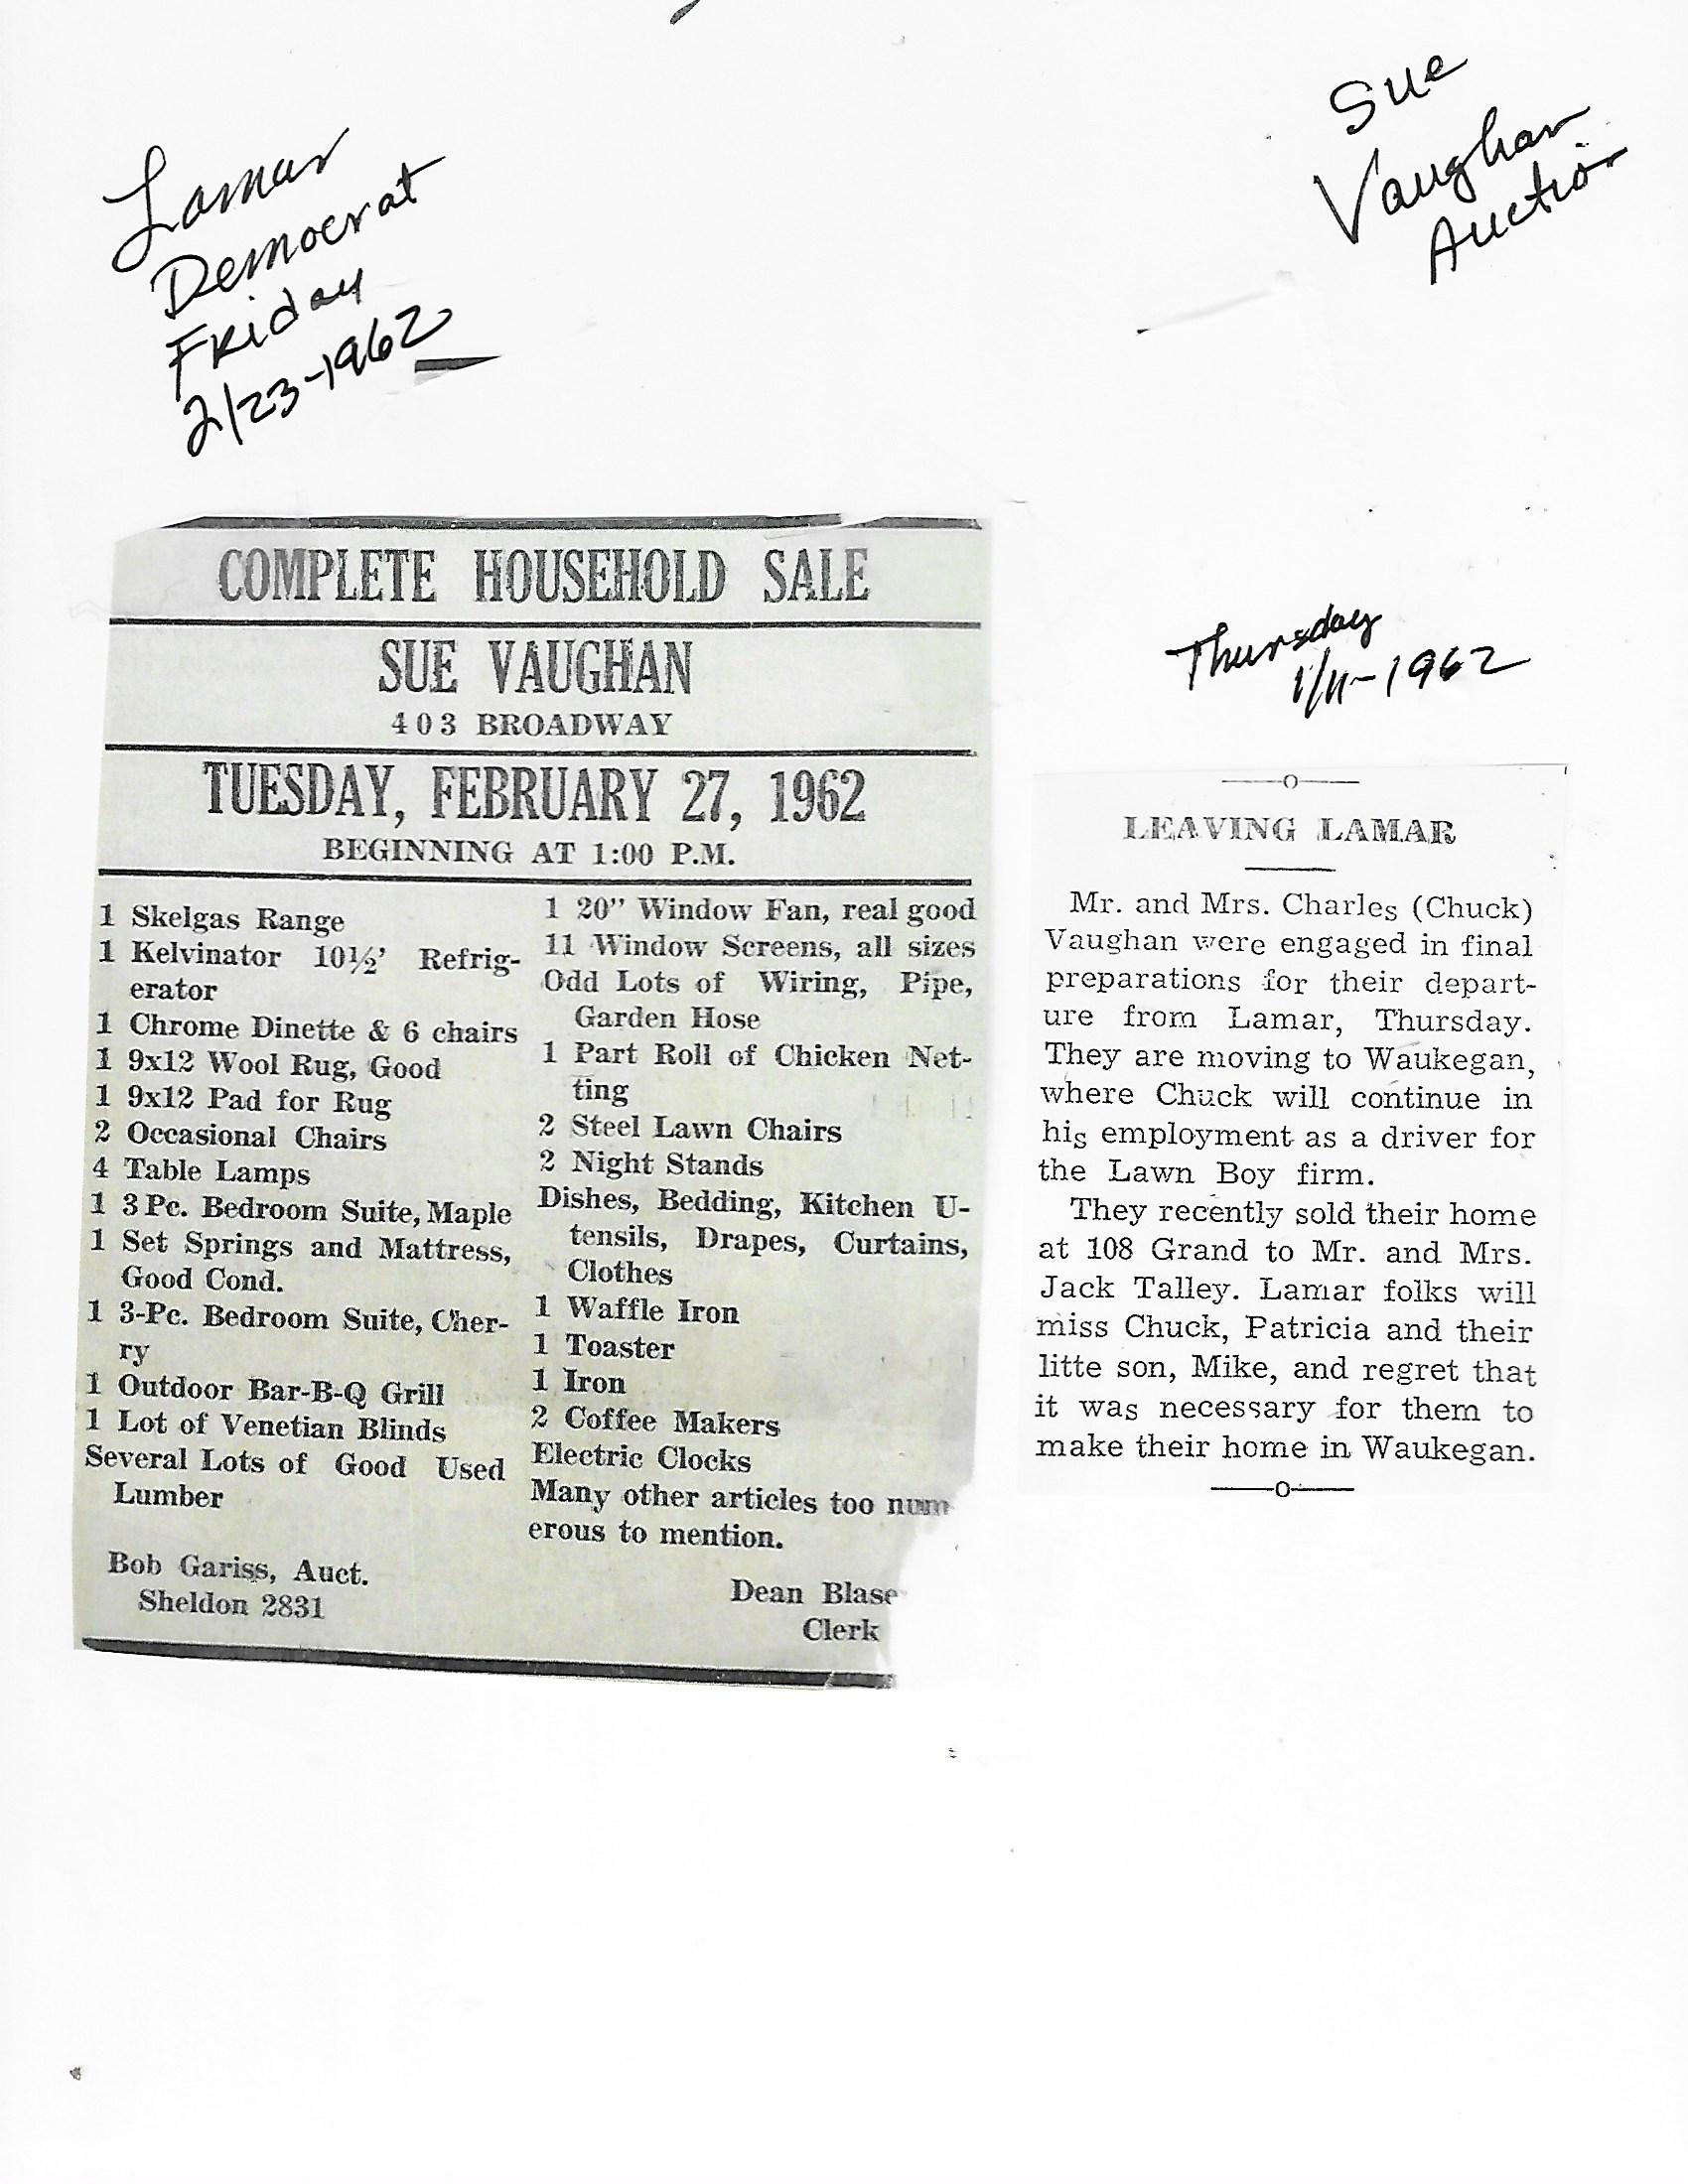 Lamar
Democrat
Friday
2/23-1962
Sue
Vaughan
Auction
COMPLETE HOUSEHOLD SALE
SUE VAUGHAN
403 BROADWAY
TUESDAY, FEBRUARY 27, 1962
BEGINNING AT 1:00 P.M.
1 Skelgas Range
1 Kelvinator 10½' Refrig-
erator
1 Chrome Dinette & 6 chairs
1 9x12 Wool Rug, Good
1 9x12 Pad for Rug
2 Occasional Chairs
4 Table Lamps
1 3 Pc. Bedroom Suite, Maple
1 Set Springs and Mattress,
Good Cond.
1 3-Pc. Bedroom Suite, Cher-
ry
1 Outdoor Bar-B-Q Grill
1 Lot of Venetian Blinds
Several Lots of Good Used
Lumber
Bob Gariss, Auct.
Sheldon 2831
1 20" Window Fan, real good
11 Window Screens, all sizes
Odd Lots of Wiring, Pipe,
Garden Hose
1 Part Roll of Chicken Net-
ting
2 Steel Lawn Chairs
2 Night Stands
Dishes, Bedding, Kitchen U-
tensils, Drapes, Curtains,
Clothes
1 Waffle Iron
1 Toaster
1 Iron
2 Coffee Makers
Electric Clocks
Many other articles too num
erous to mention.
Dean Blase
Clerk
Thursday
1/11-1962
LEAVING LAMAR
Mr. and Mrs. Charles (Chuck)
Vaughan were engaged in final
preparations for their depart-
ure from Lamar, Thursday.
They are moving to Waukegan,
where Chuck will continue in
his employment as a driver for
the Lawn Boy firm.
They recently sold their home
at 108 Grand to Mr. and Mrs.
Jack Talley. Lamar folks will
miss Chuck, Patricia and their
litte son, Mike, and regret that
it was necessary for them to
make their home in Waukegan.